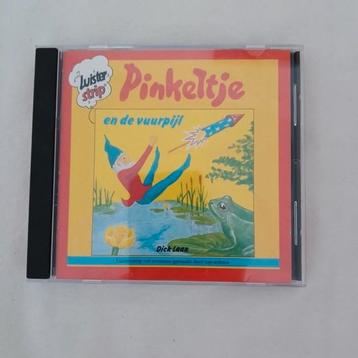 Luister
strip
Pinkeltje
en de vuurpijl
Dick Laan